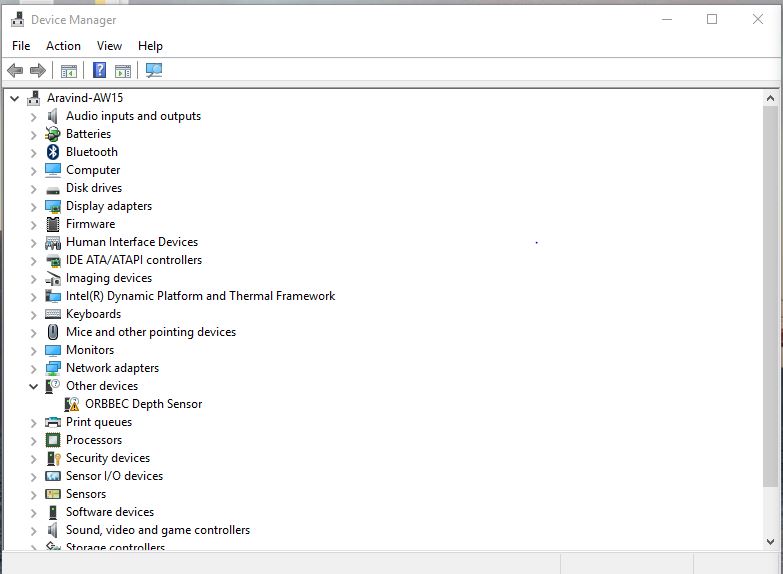 Device Manager
File Action View Help
Aravind-AW15
Audio inputs and outputs
Batteries
Bluetooth
Computer
Disk drives
Display adapters
Firmware
Human Interface Devices
IDE ATA/ATAPI controllers
Imaging devices
Intel(R) Dynamic Platform and Thermal Framework
Keyboards
Mice and other pointing devices
Monitors
Network adapters
Other devices
ORBBEC Depth Sensor
Print queues
Processors
Security devices
Sensor I/O devices
Sensors
Software devices
Sound, video and game controllers
Storage controllers